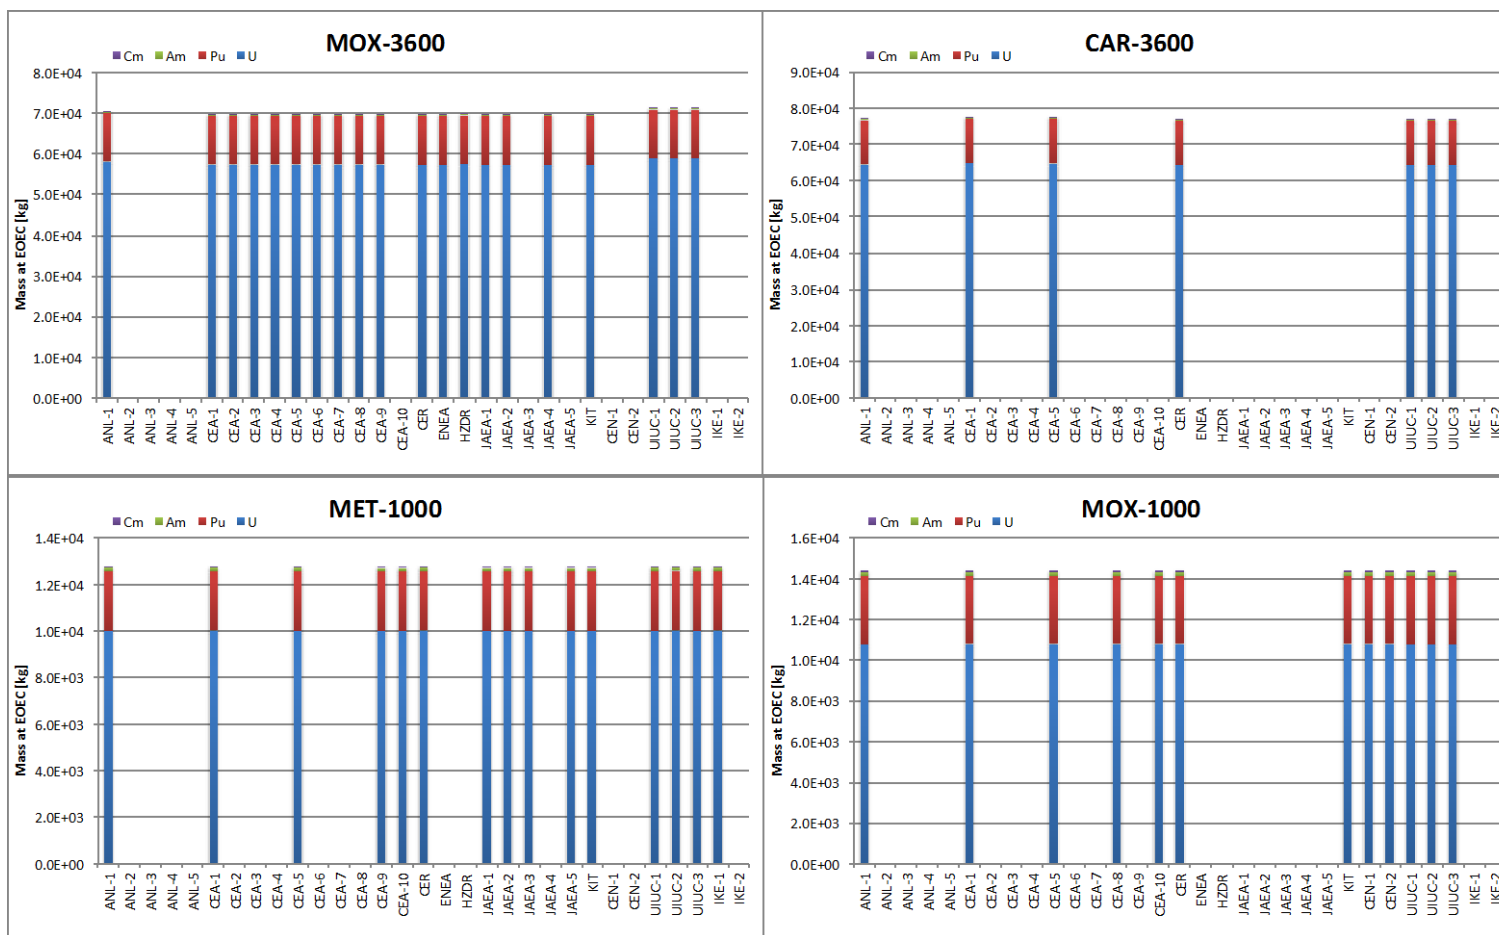 MOX-3600
Cm Am Pu U
Mass at EOEC [kg]
8.0E+04
7.0E+04
6.0E+04
5.0E+04
4.0E+04
3.0E+04
2.0E+04
1.0E+04
0.0E+00
ANL-1 ANL-2 ANL-3 ANL-4 ANL-5 CEA-1 CEA-2 CEA-3 CEA-4 CEA-5 CEA-6 CEA-7 CEA-8 CEA-9 CEA-10 CER ENEA HZDR JAEA-1 JAEA-2 JAEA-3 JAEA-4 JAEA-5 KIT CEN-1 CEN-2 UIUC-1 UIUC-2 UIUC-3 IKE-1 IKE-2
CAR-3600
Cm Am Pu U
Mass at EOEC [kg]
9.0E+04
8.0E+04
7.0E+04
6.0E+04
5.0E+04
4.0E+04
3.0E+04
2.0E+04
1.0E+04
0.0E+00
ANL-1 ANL-2 ANL-3 ANL-4 ANL-5 CEA-1 CEA-2 CEA-3 CEA-4 CEA-5 CEA-6 CEA-7 CEA-8 CEA-9 CEA-10 CER ENEA HZDR JAEA-1 JAEA-2 JAEA-3 JAEA-4 JAEA-5 KIT CEN-1 CEN-2 UIUC-1 UIUC-2 UIUC-3 IKE-1 IKE-2
MET-1000
Cm Am Pu U
Mass at EOEC [kg]
1.4E+04
1.2E+04
1.0E+04
8.0E+03
6.0E+03
4.0E+03
2.0E+03
0.0E+00
ANL-1 ANL-2 ANL-3 ANL-4 ANL-5 CEA-1 CEA-2 CEA-3 CEA-4 CEA-5 CEA-6 CEA-7 CEA-8 CEA-9 CEA-10 CER ENEA HZDR JAEA-1 JAEA-2 JAEA-3 JAEA-4 JAEA-5 KIT CEN-1 CEN-2 UIUC-1 UIUC-2 UIUC-3 IKE-1 IKE-2
MOX-1000
Cm Am Pu U
Mass at EOEC [kg]
1.6E+04
1.4E+04
1.2E+04
1.0E+04
8.0E+03
6.0E+03
4.0E+03
2.0E+03
0.0E+00
ANL-1 ANL-2 ANL-3 ANL-4 ANL-5 CEA-1 CEA-2 CEA-3 CEA-4 CEA-5 CEA-6 CEA-7 CEA-8 CEA-9 CEA-10 CER ENEA HZDR JAEA-1 JAEA-2 JAEA-3 JAEA-4 JAEA-5 KIT CEN-1 CEN-2 UIUC-1 UIUC-2 UIUC-3 IKE-1 IKE-2